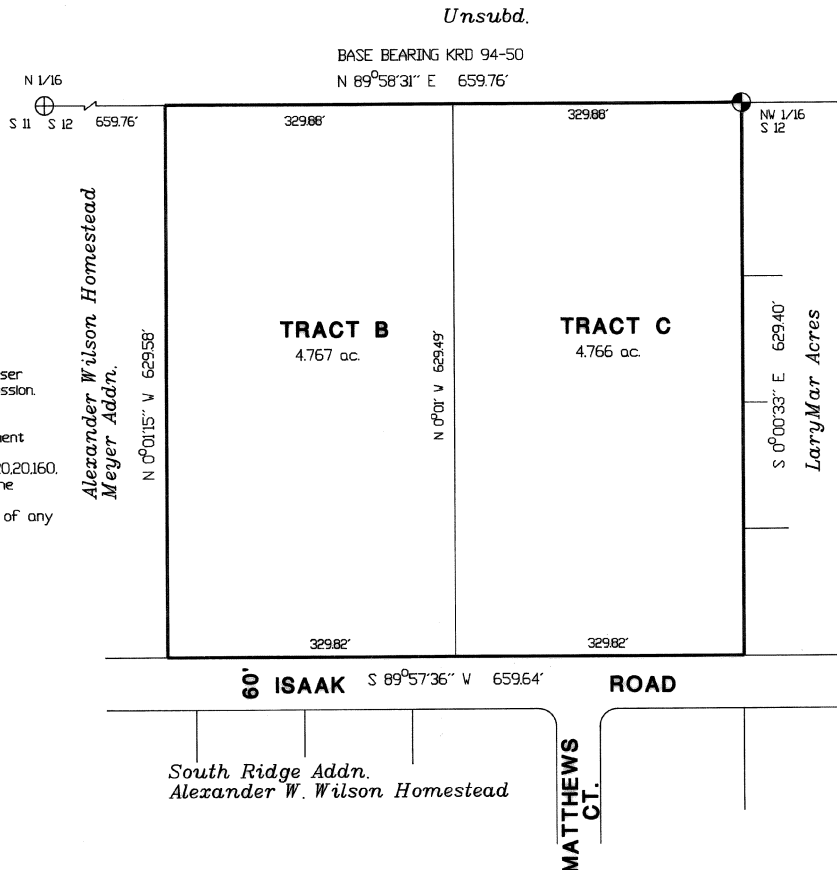 Unsubd.
BASE BEARING KRD 94-50
N 89°58'31" E 659.76'
N 1/16
S 11 S 12 659.76'
329.88'
329.88'
NW 1/16
S 12
Alexander Wilson Homestead
Meyer Addn.
N 0°01'15" W 629.58'
TRACT B
4.767 ac.
N 0°01' W 629.49'
TRACT C
4.766 ac.
S 0°00'33" E 629.40'
LaryMar Acres
ser
ssion.
ent
0,20,160.
ne
of any
329.82'
329.82'
60' ISAAK S 89°57'36" W 659.64' ROAD
South Ridge Addn.
Alexander W. Wilson Homestead
MATTHEWS
CT.